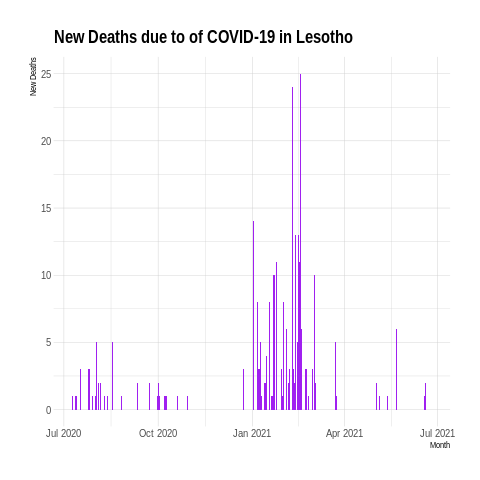 New Deaths due to of COVID-19 in Lesotho
New Deaths
25
20
15
10
5
0
Jul 2020 Oct 2020 Jan 2021 Apr 2021 Jul 2021
Month